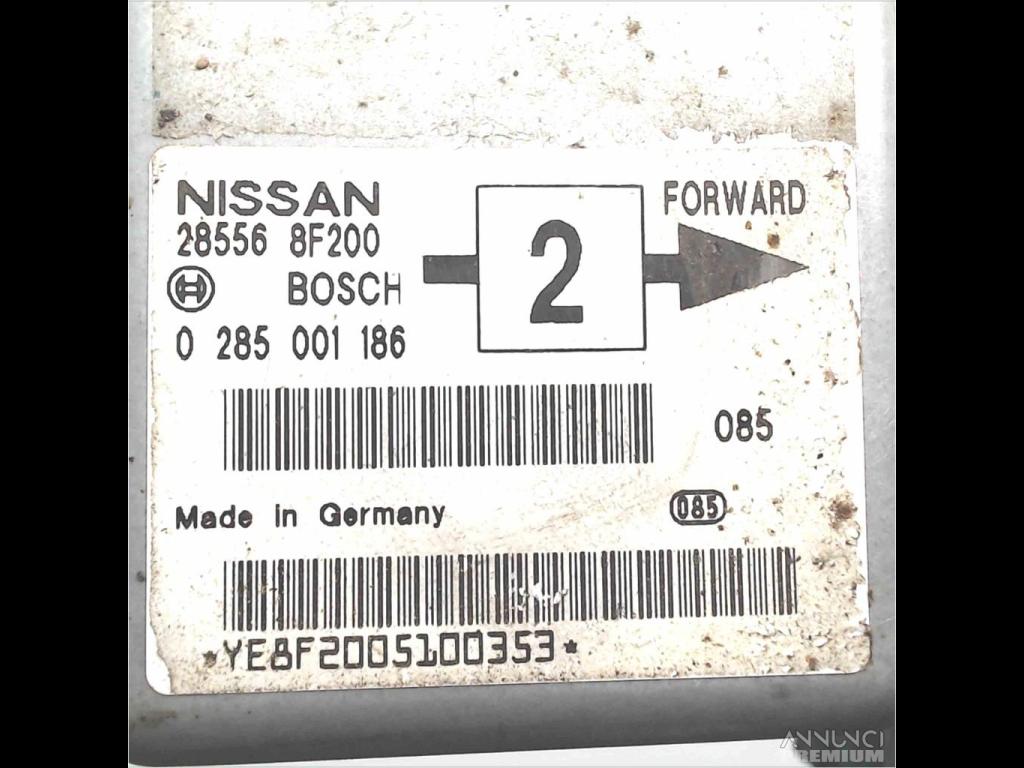 NISSAN
28556 8F200
BOSCH
0 285 001 186
2
FORWARD
085
Made in Germany
085
*YE8F2005100353*
ANNUNCI
PREMIUM